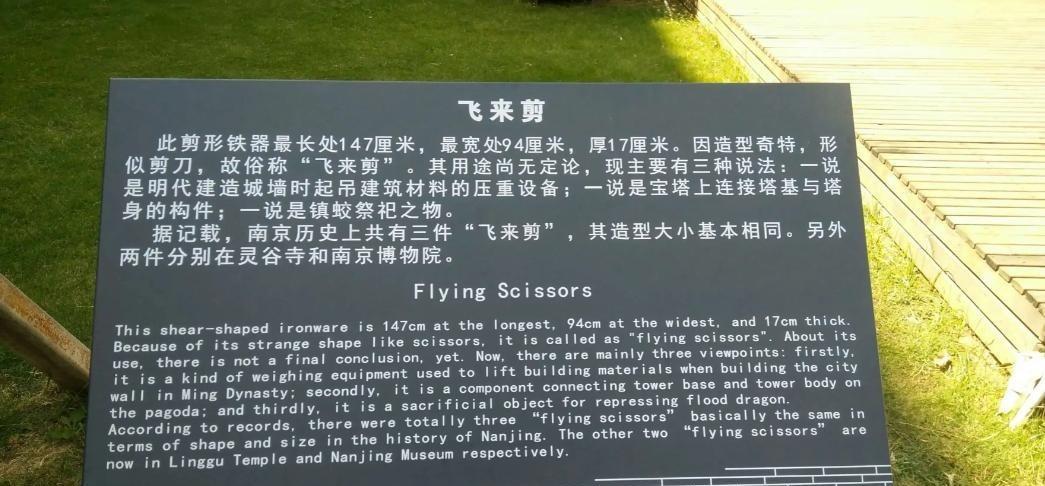 飞来剪
此剪形铁器最长处147厘米，最宽处94厘米，厚17厘米。因造型奇特，形
似剪刀，故俗称“飞来剪”。其用途尚无定论，现主要有三种说法：一说
是明代建造城墙时起吊建筑材料的压重设备；一说是宝塔上连接塔基与塔
身的构件；一说是镇蛟祭祀之物。
据记载，南京历史上共有三件“飞来剪”，其造型大小基本相同。另外
两件分别在灵谷寺和南京博物院。
Flying Scissors
This shear-shaped ironware is 147cm at the longest, 94cm at the widest, and 17cm thick.
Because of its strange shape like scissors, it is called as "flying scissors". About its
use, there is not a final conclusion, yet. Now, there are mainly three viewpoints: firstly,
it is a kind of weighing equipment used to lift building materials when building the city
wall in Ming Dynasty; secondly, it is a component connecting tower base and tower body on
the pagoda; and thirdly, it is a sacrificial object for repressing flood dragon.
According to records, there were totally three “flying scissors” basically the same in
terms of shape and size in the history of Nanjing. The other two “flying scissors” are
now in Linggu Temple and Nanjing Museum respectively.